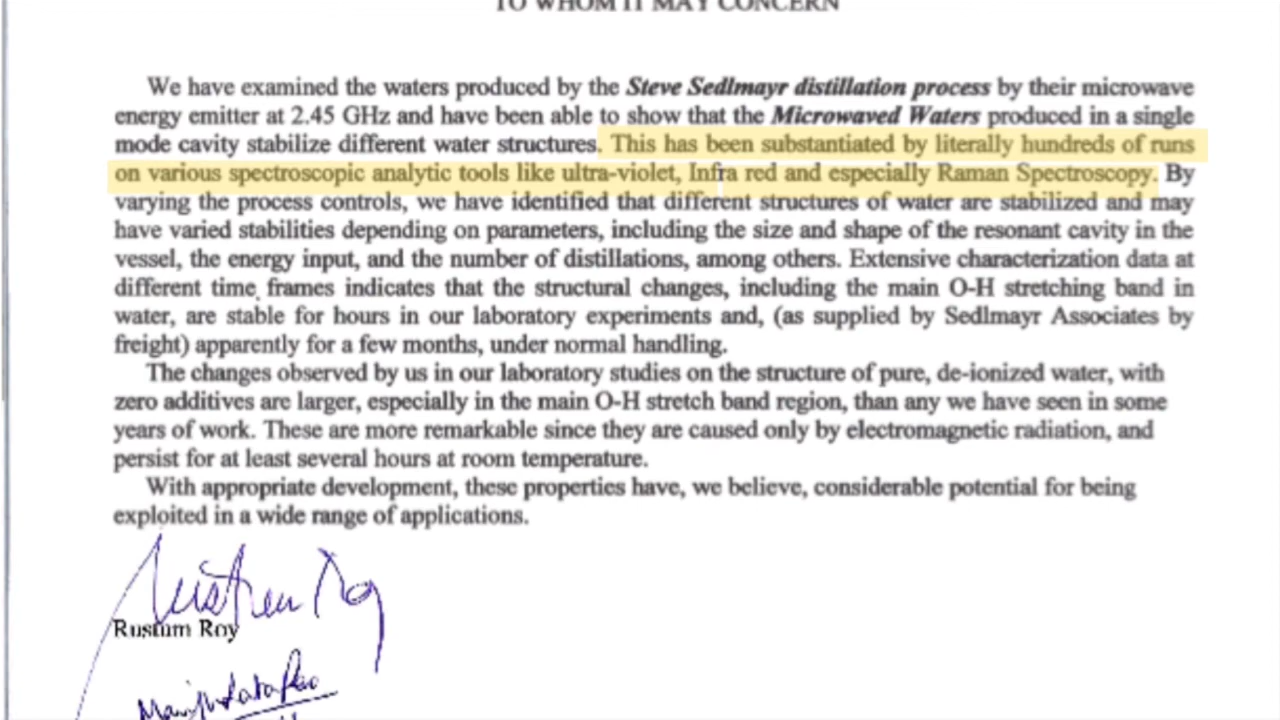 TO WHOM IT MAY CONCERN
We have examined the waters produced by the Steve Sedlmayr distillation process by their microwave
energy emitter at 2.45 GHz and have been able to show that the Microwaved Waters produced in a single
mode cavity stabilize different water structures. This has been substantiated by literally hundreds of runs
on various spectroscopic analytic tools like ultra-violet, Infra red and especially Raman Spectroscopy. By
varying the process controls, we have identified that different structures of water are stabilized and may
have varied stabilities depending on parameters, including the size and shape of the resonant cavity in the
vessel, the energy input, and the number of distillations, among others. Extensive characterization data at
different time frames indicates that the structural changes, including the main O-H stretching band in
water, are stable for hours in our laboratory experiments and, (as supplied by Sedlmayr Associates by
freight) apparently for a few months, under normal handling.
The changes observed by us in our laboratory studies on the structure of pure, de-ionized water, with
zero additives are larger, especially in the main O-H stretch band region, than any we have seen in some
years of work. These are more remarkable since they are caused only by electromagnetic radiation, and
persist for at least several hours at room temperature.
With appropriate development, these properties have, we believe, considerable potential for being
exploited in a wide range of applications.
Rustum Roy
Rustum Roy